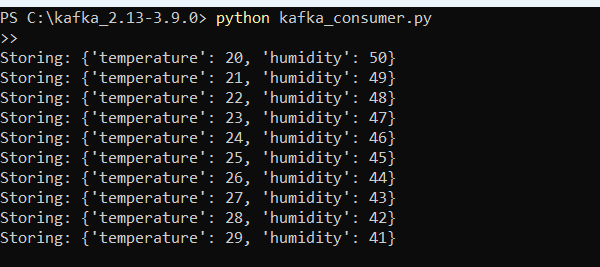 PS C:\kafka_2.13-3.9.0> python kafka_consumer.py
>>
Storing: {'temperature': 20, 'humidity': 50}
Storing: {'temperature': 21, 'humidity': 49}
Storing: {'temperature': 22, 'humidity': 48}
Storing: {'temperature': 23, 'humidity': 47}
Storing: {'temperature': 24, 'humidity': 46}
Storing: {'temperature': 25, 'humidity': 45}
Storing: {'temperature': 26, 'humidity': 44}
Storing: {'temperature': 27, 'humidity': 43}
Storing: {'temperature': 28, 'humidity': 42}
Storing: {'temperature': 29, 'humidity': 41}